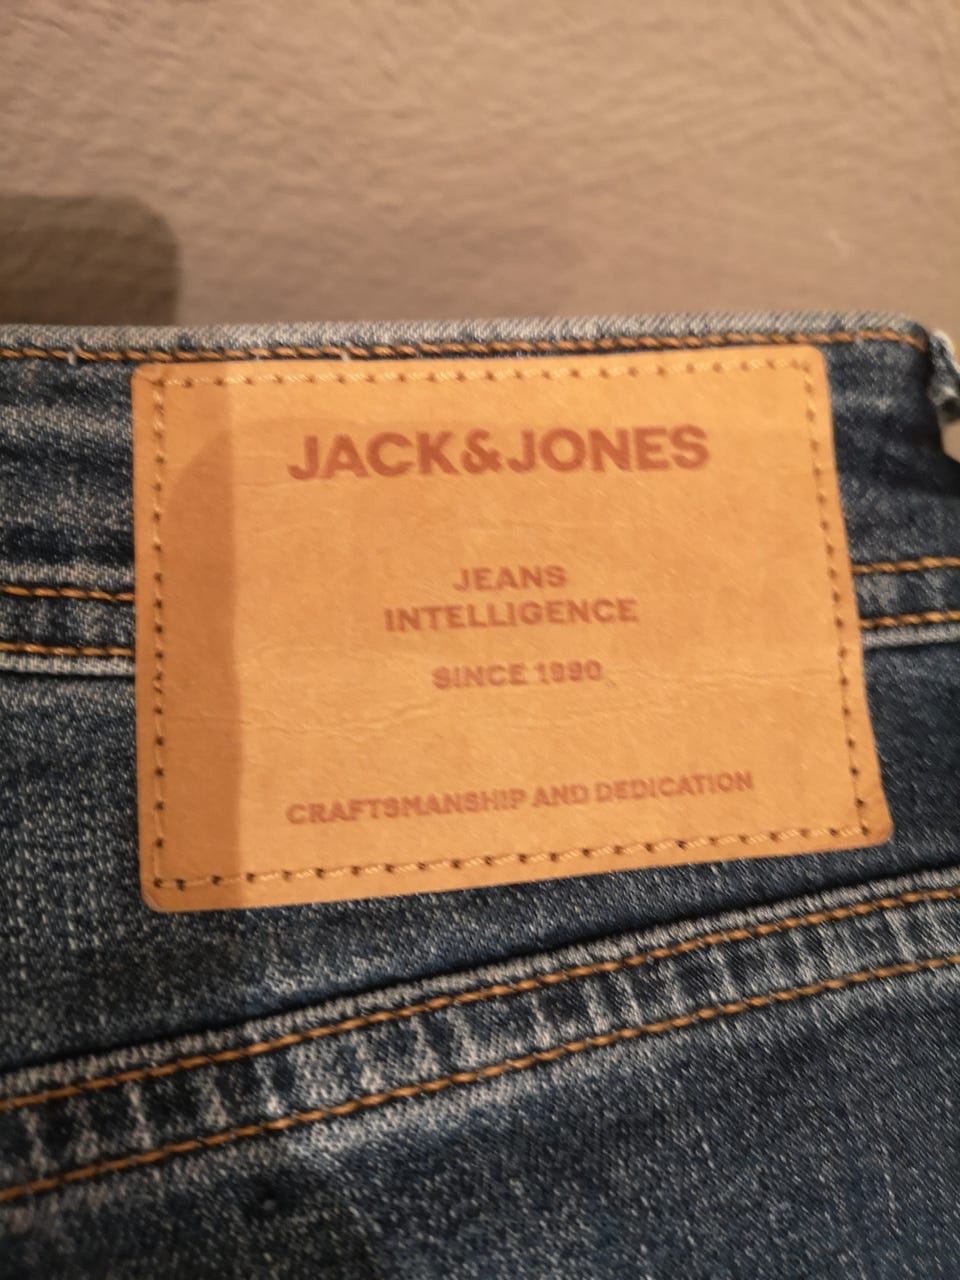 JACK&JONES
JEANS
INTELLIGENCE
SINCE 1990
CRAFTSMANSHIP AND DEDICATION